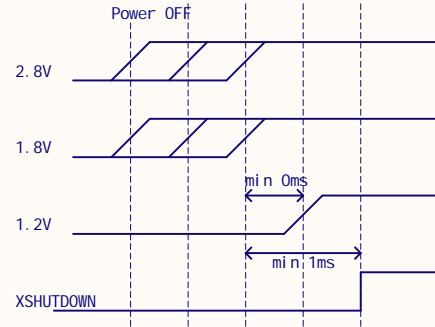 Power OFF
2.8V
1.8V
min 0ms
1.2V
min 1ms
XSHUTDOWN